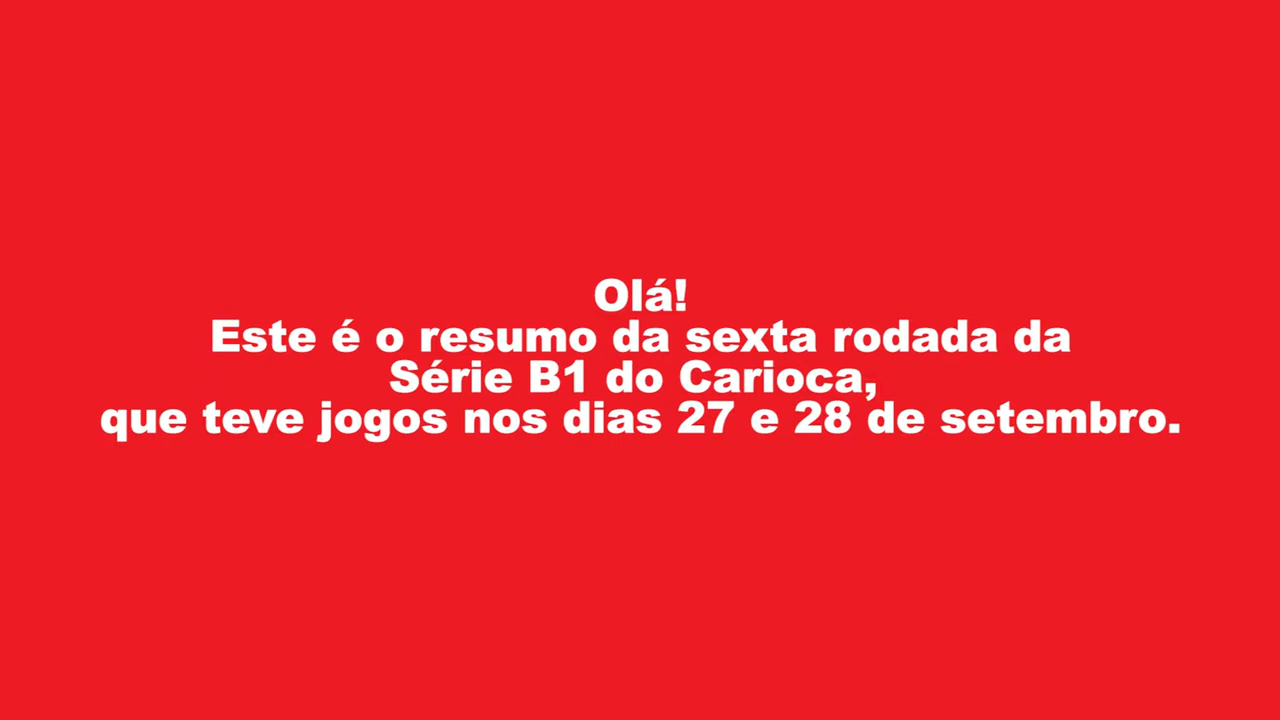 Olá!
Este é o resumo da sexta rodada da
Série B1 do Carioca,
que teve jogos nos dias 27 e 28 de setembro.